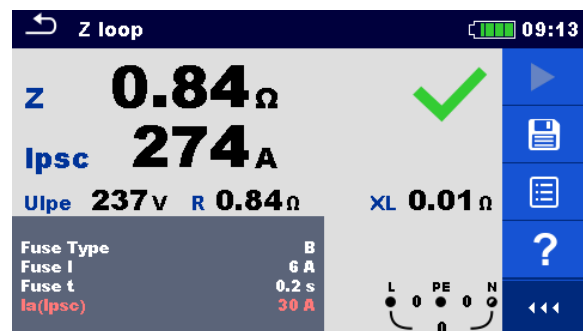 Z loop 09:13
Z 0.84Ω
Ipsc 274A
Ulpe 237V R 0.84Ω XL 0.01Ω
Fuse Type B
Fuse I 6 A
Fuse t 0.2 s
Ia(Ipsc) 30 A
L PE N
0 0
0
?